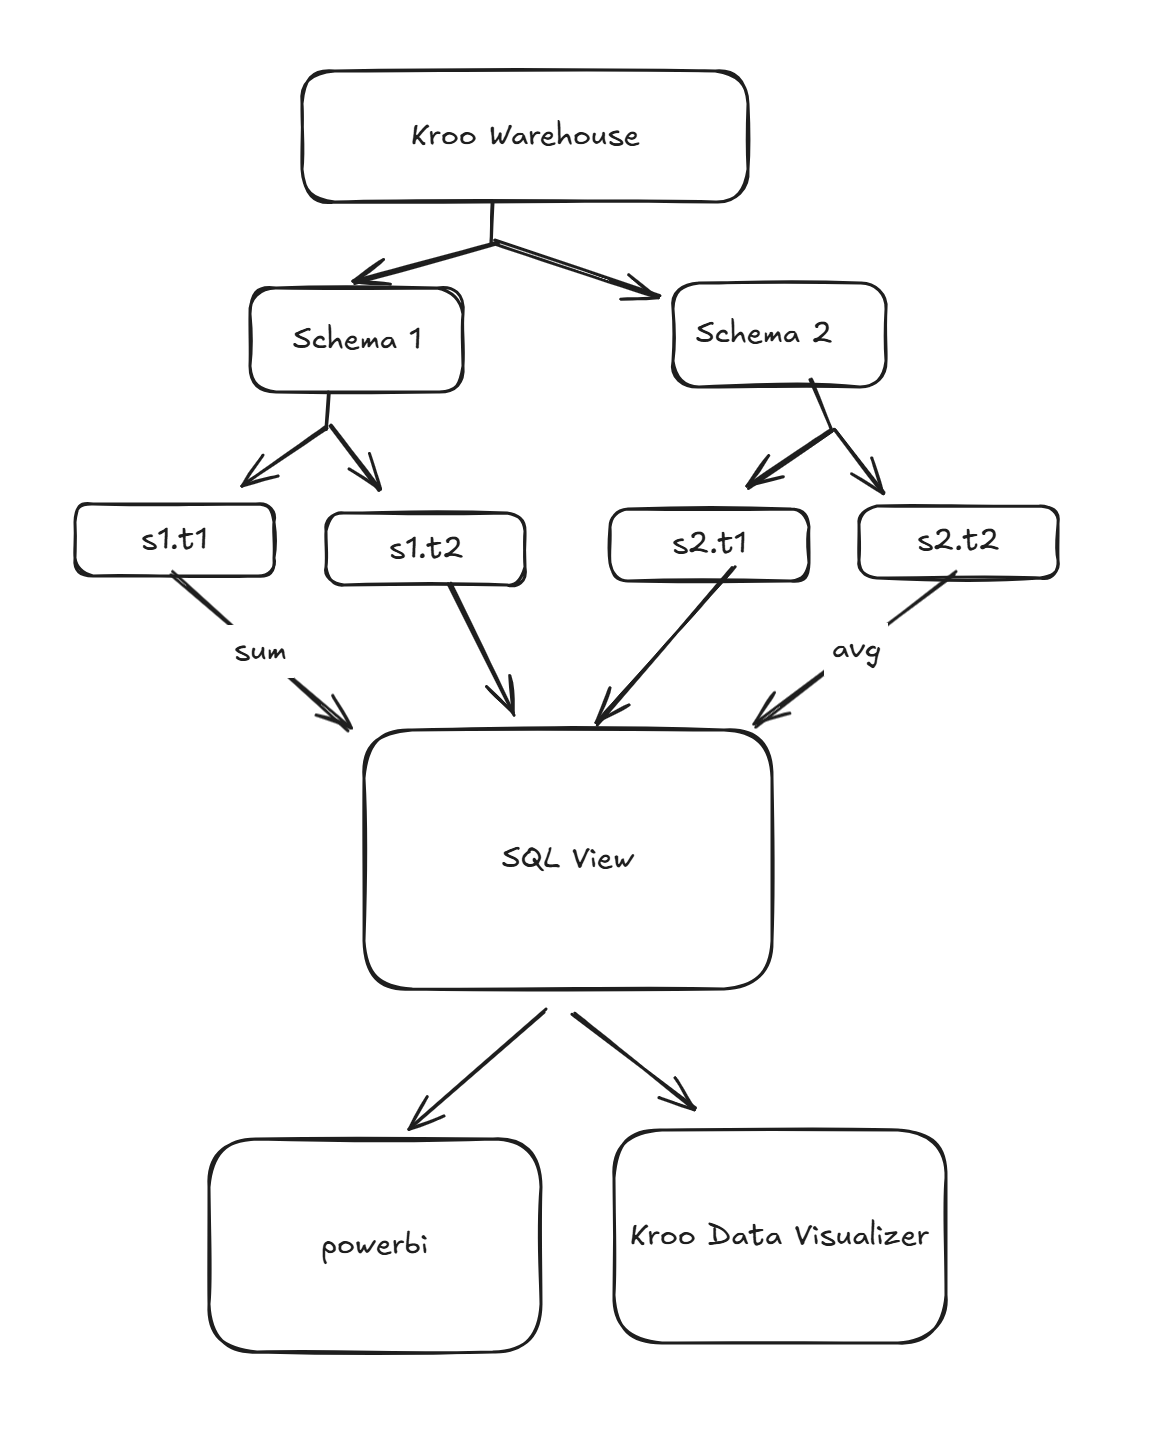 Kroo Warehouse
Schema 1
Schema 2
s1.t1
s1.t2
s2.t1
s2.t2
sum
avg
SQL View
powerbi
Kroo Data Visualizer